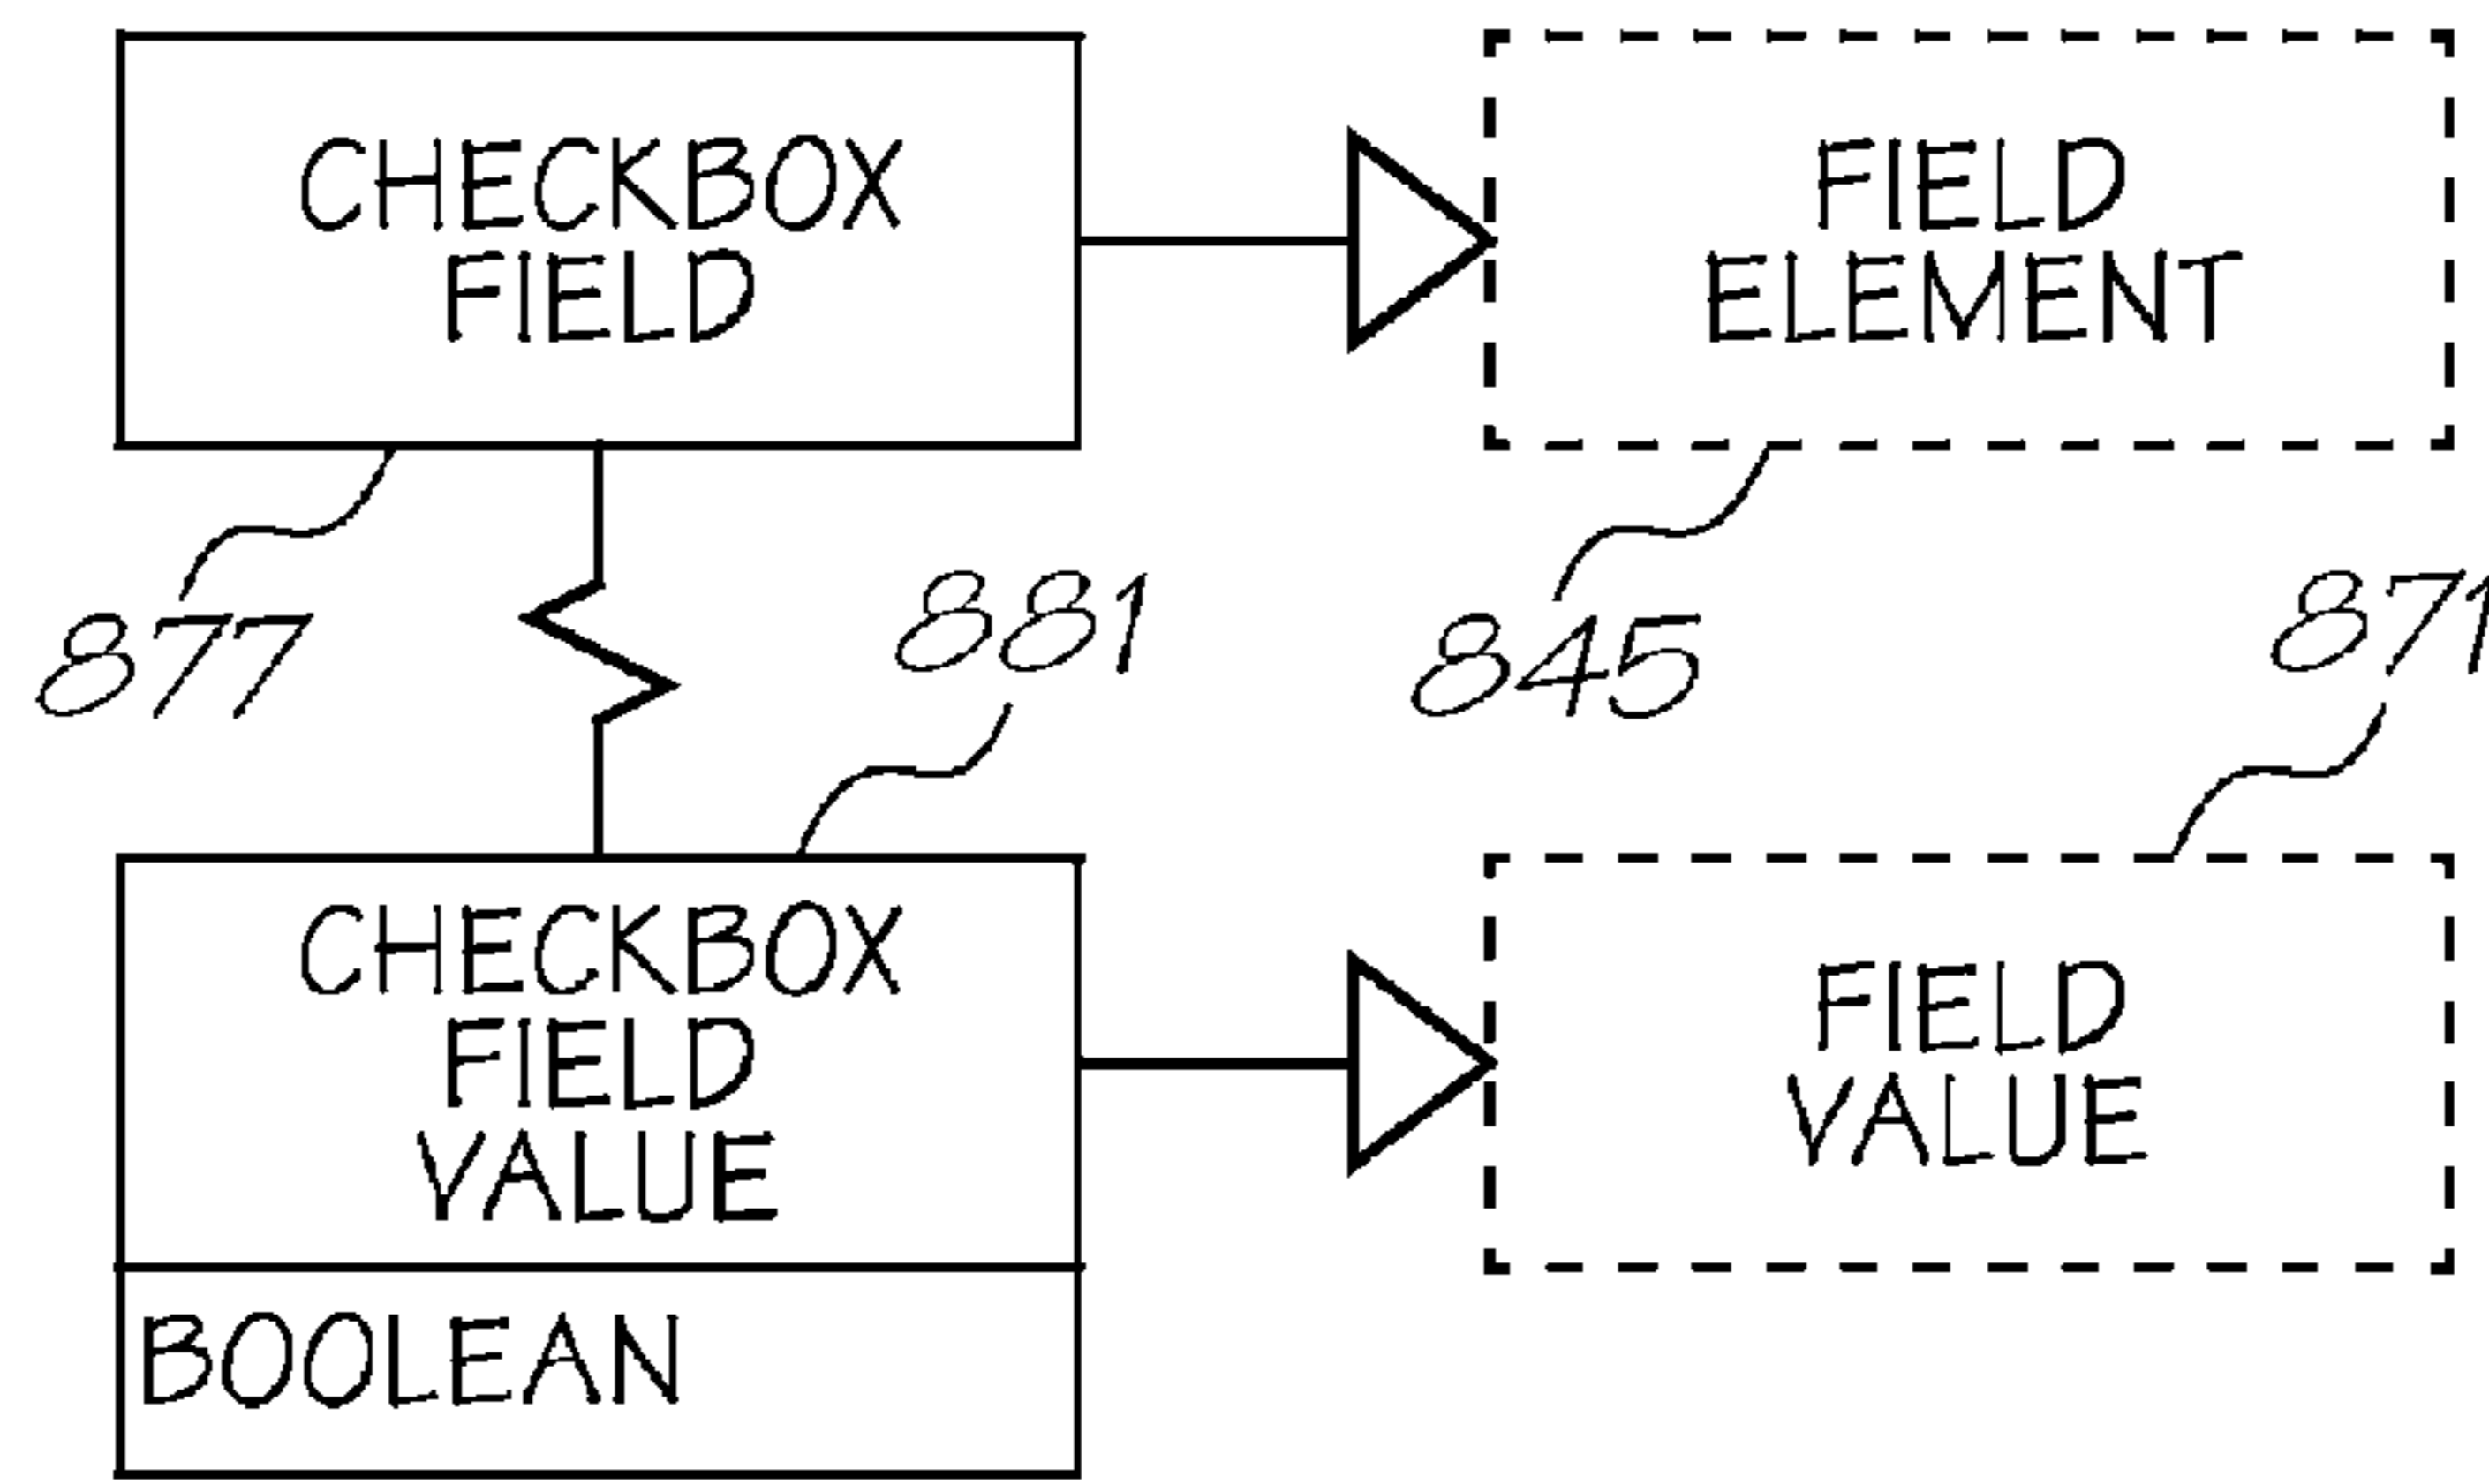 CHECKBOX
FIELD
FIELD
ELEMENT
877
881
845
871
CHECKBOX
FIELD
VALUE
FIELD
VALUE
BOOLEAN